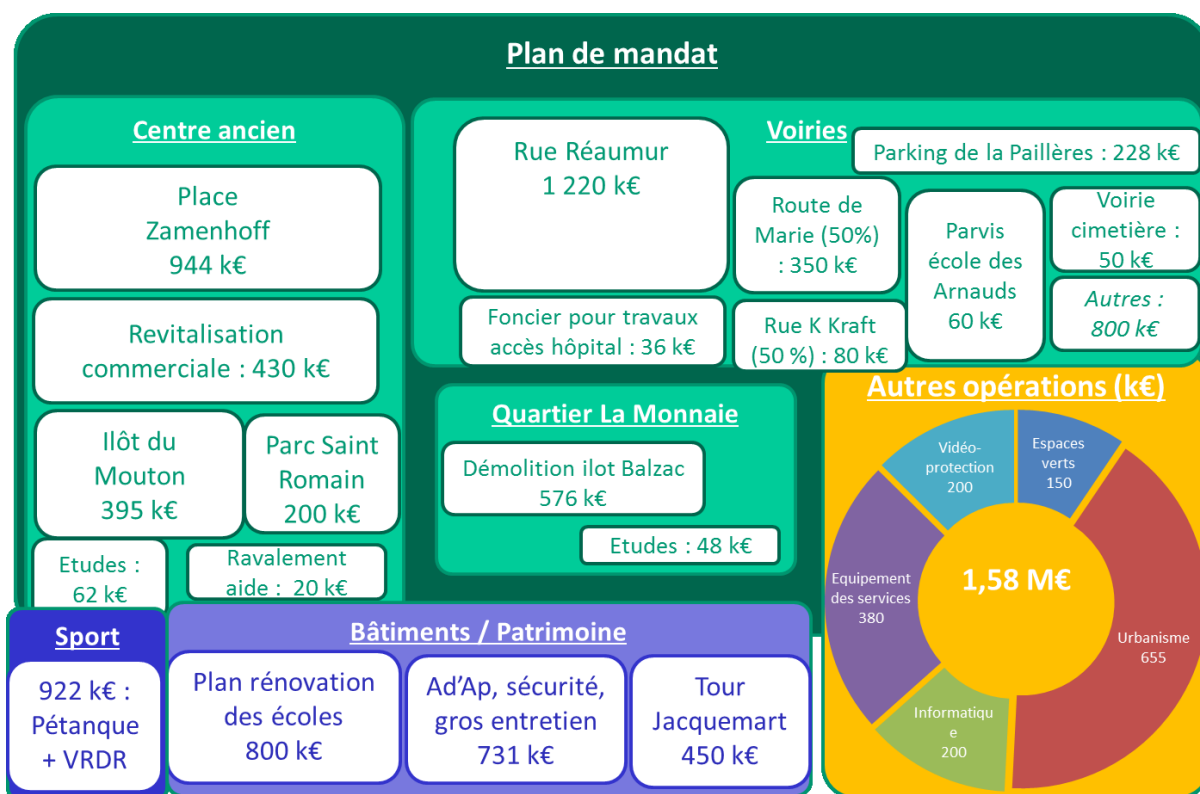 Plan de mandat
Centre ancien
Place
Zamenhoff
944 k€
Revitalisation
commerciale : 430 k€
Ilôt du
Mouton
395 k€
Parc Saint
Romain
200 k€
Etudes :
62 k€
Ravalement
aide : 20 k€
Voiries
Rue Réaumur
1 220 k€
Parking de la Paillères : 228 k€
Route de
Marie (50%)
: 350 k€
Parvis
école des
Arnauds
60 k€
Voirie
cimetière :
50 k€
Autres :
800 k€
Foncier pour travaux
accès hôpital : 36 k€
Rue K Kraft
(50 %) : 80 k€
Quartier La Monnaie
Démolition ilot Balzac
576 k€
Etudes : 48 k€
Autres opérations (k€)
Vidéo-
protection
200
Espaces
verts
150
Equipement
des services
380
1,58 M€
Urbanisme
655
Informatiqu
e
200
Sport
922 k€ :
Pétanque
+ VRDR
Bâtiments / Patrimoine
Plan rénovation
des écoles
800 k€
Ad'Ap, sécurité,
gros entretien
731 k€
Tour
Jacquemart
450 k€